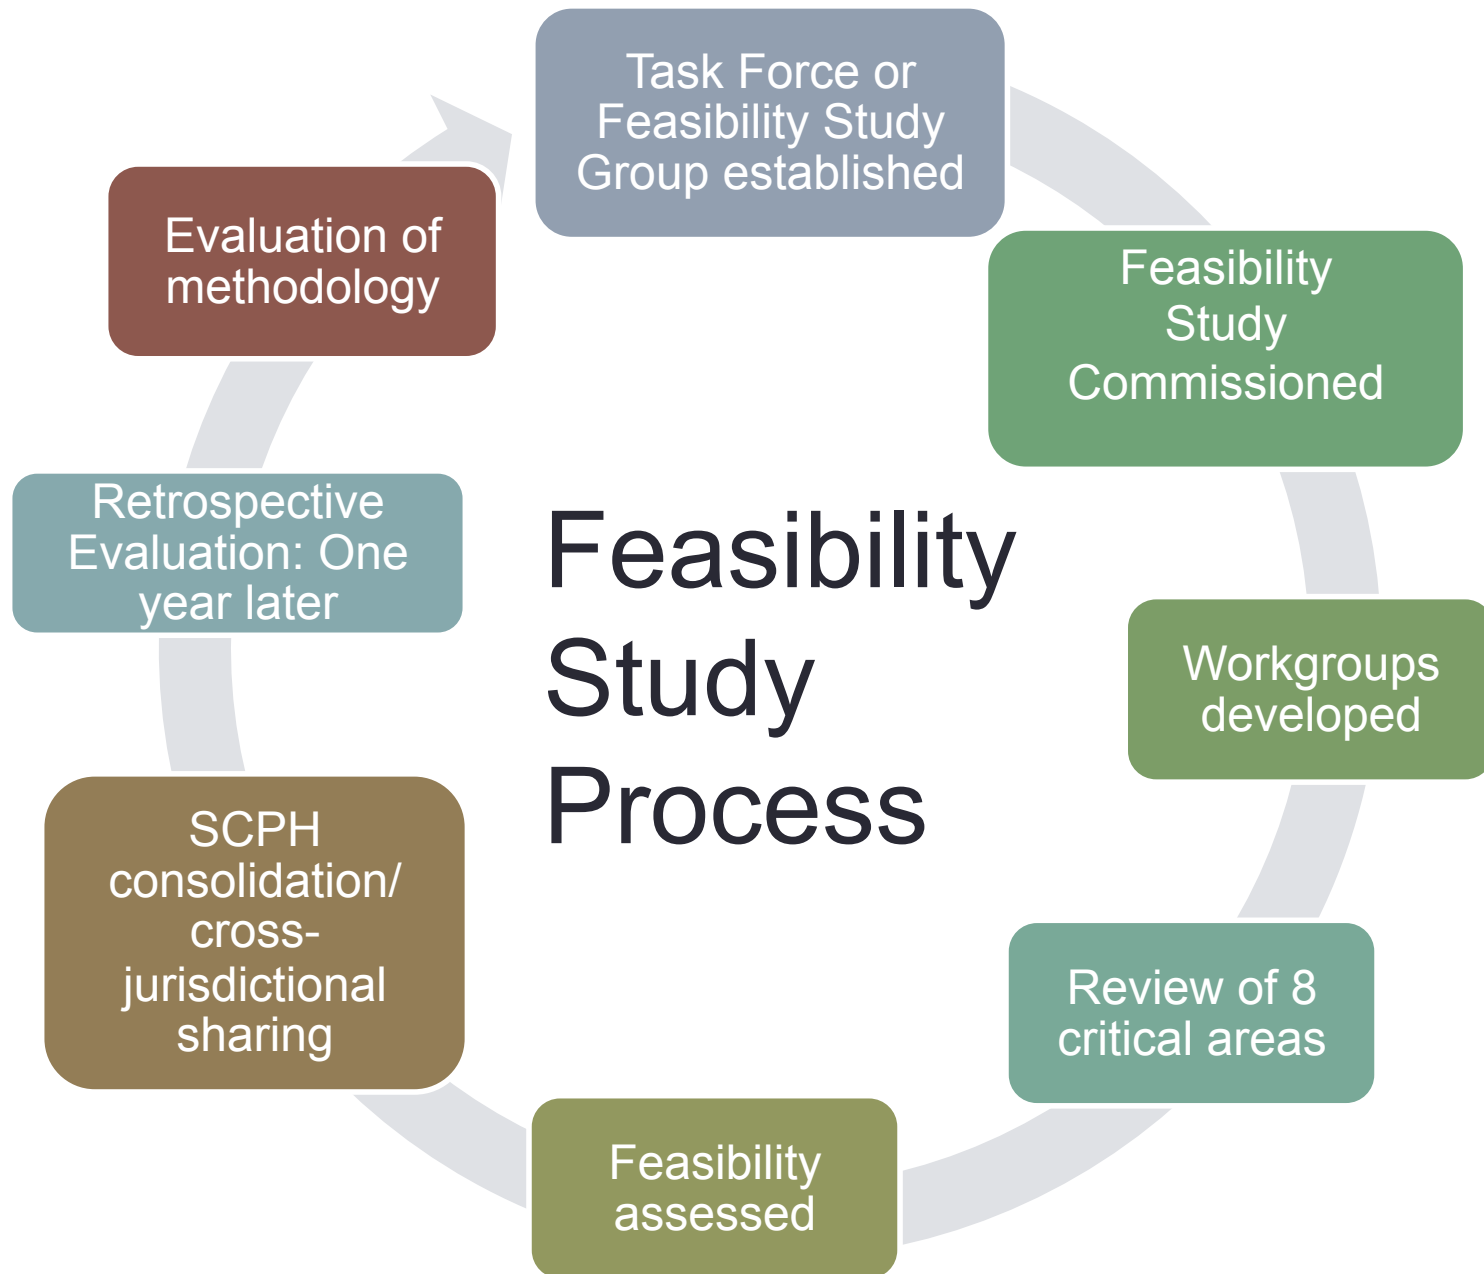 Task Force or
Feasibility Study
Group established
Feasibility
Study
Commissioned
Workgroups
developed
Review of 8
critical areas
Feasibility
assessed
SCPH
consolidation/
cross-
jurisdictional
sharing
Retrospective
Evaluation: One
year later
Evaluation of
methodology
Feasibility
Study
Process